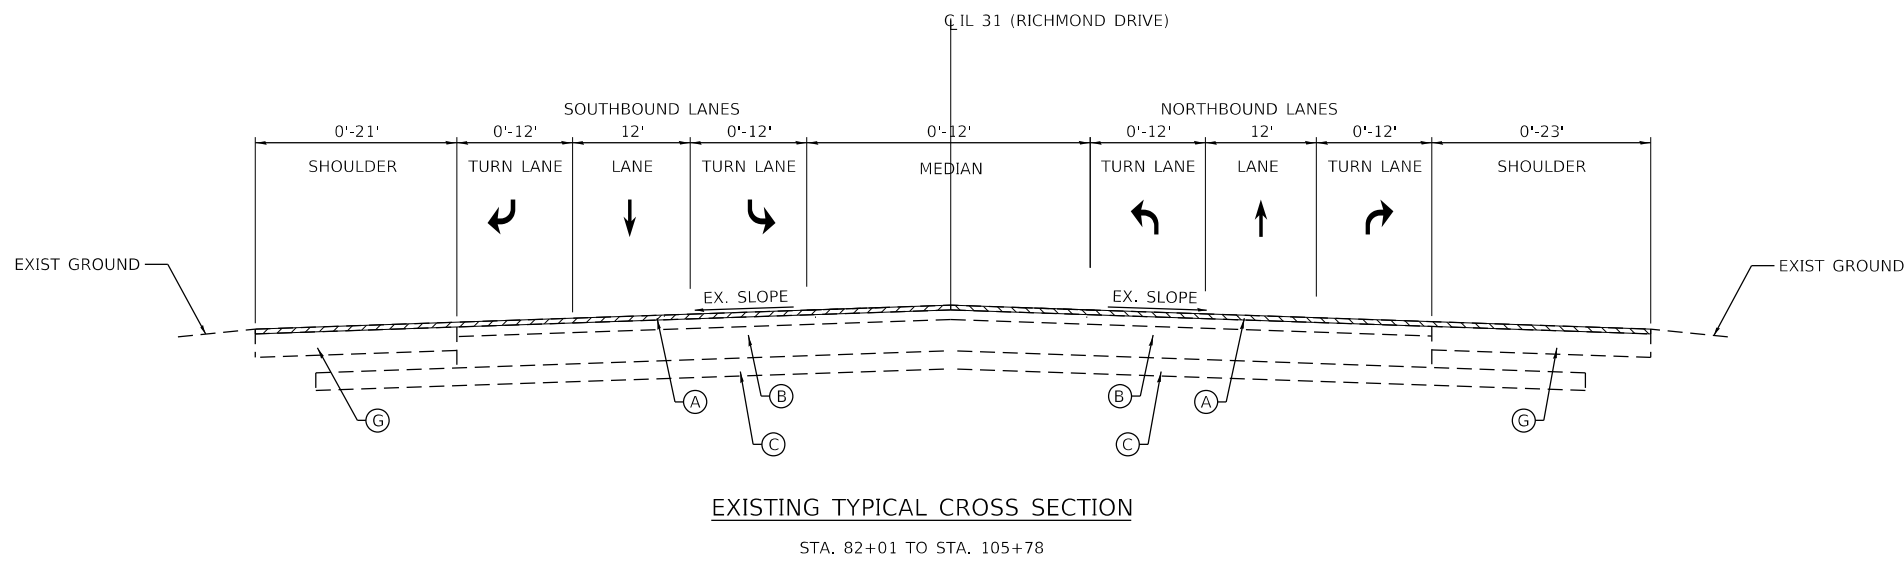 ℄ IL 31 (RICHMOND DRIVE)
SOUTHBOUND LANES NORTHBOUND LANES
0'-21' 0'-12' 12' 0'-12' 0'-12' 0'-12' 12' 0'-12' 0'-23'
SHOULDER TURN LANE LANE TURN LANE MEDIAN TURN LANE LANE TURN LANE SHOULDER
EXIST GROUND EXIST GROUND
EX. SLOPE EX. SLOPE
A B B A
G G
C C
EXISTING TYPICAL CROSS SECTION
STA. 82+01 TO STA. 105+78